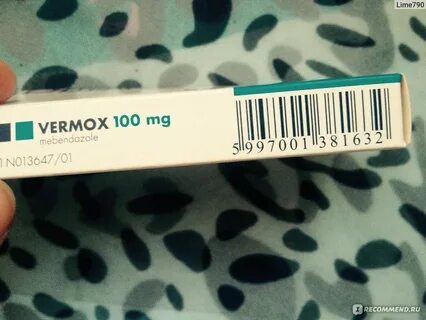 Lime790
VERMOX 100 mg
mebendazole
N013647/01
5 997001 381632
RECOMMEND.RU